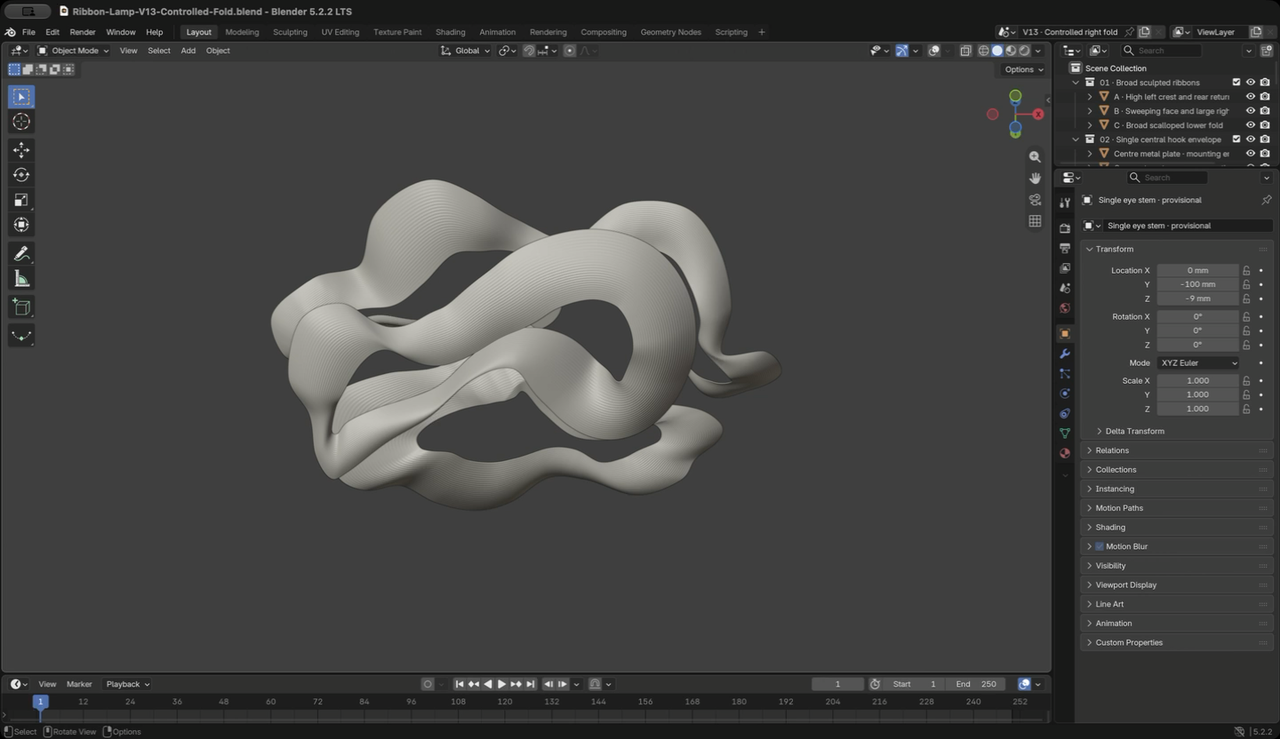 Ribbon-Lamp-V13-Controlled-Fold.blend - Blender 5.2.2 LTS
File Edit Render Window Help Layout Modeling Sculpting UV Editing Texture Paint Shading Animation Rendering Compositing Geometry Nodes Scripting + V13 · Controlled right fold ViewLayer
Object Mode View Select Add Object Global Search
Options
Scene Collection
01 · Broad sculpted ribbons
A · High left crest and rear retur
B · Sweeping face and large righ
C · Broad scalloped lower fold
02 · Single central hook envelope
Centre metal plate · mounting e
X
Search
Single eye stem · provisional
Single eye stem · provisional
Transform
Location X 0 mm
Y -100 mm
Z -9 mm
Rotation X 0°
Y 0°
Z 0°
Mode XYZ Euler
Scale X 1.000
Y 1.000
Z 1.000
Delta Transform
Relations
Collections
Instancing
Motion Paths
Shading
Motion Blur
Visibility
Viewport Display
Line Art
Animation
Custom Properties
View Marker Playback 1 Start 1 End 250
1 12 24 36 48 60 72 84 96 108 120 132 144 156 168 180 192 204 216 228 240 252
Select Rotate View Options 5.2.2